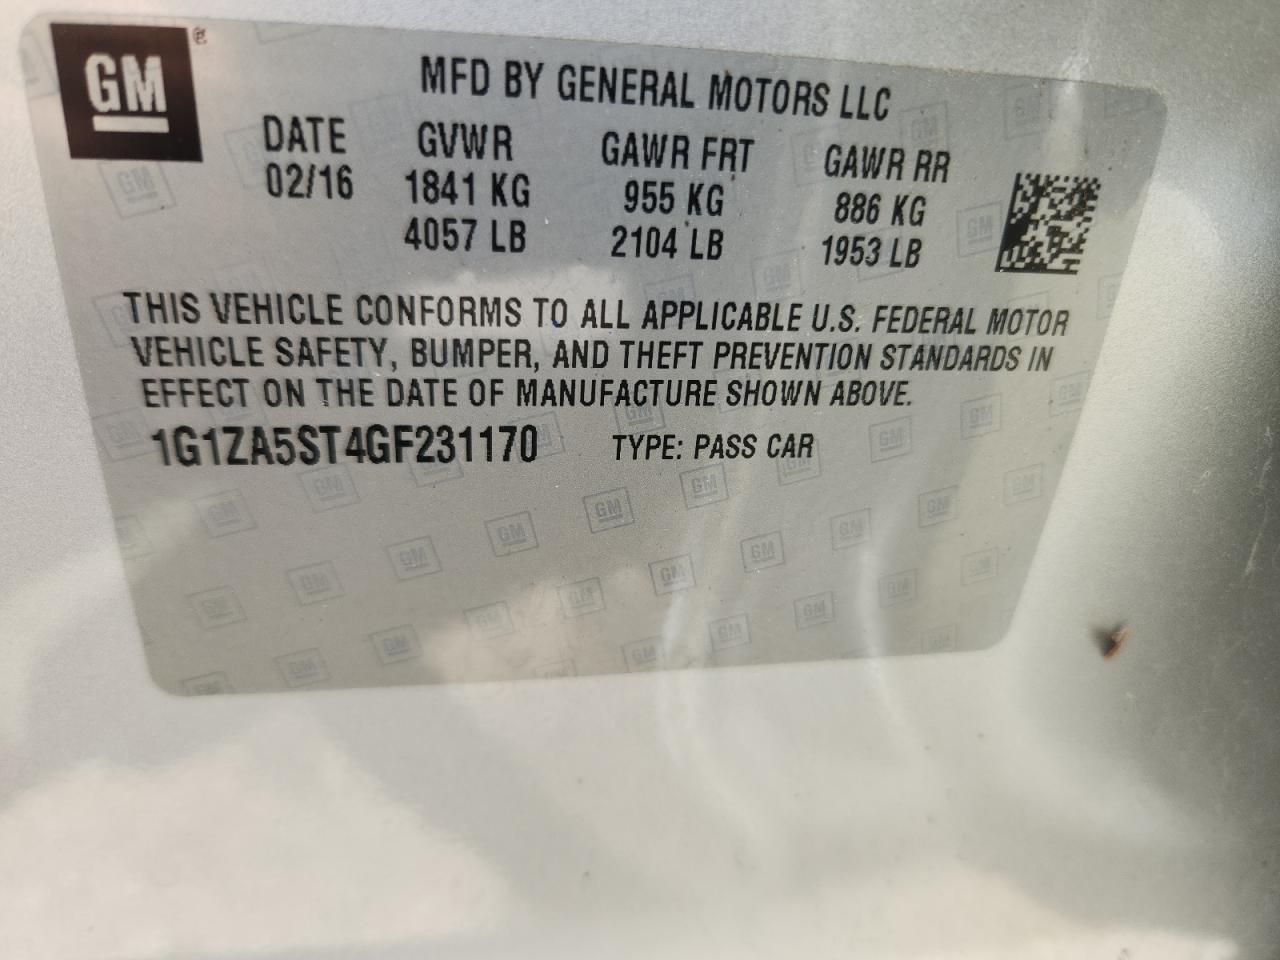 GM
MFD BY GENERAL MOTORS LLC
DATE GVWR GAWR FRT GAWR RR
02/16 1841 KG 955 KG 886 KG
4057 LB 2104 LB 1953 LB
THIS VEHICLE CONFORMS TO ALL APPLICABLE U.S. FEDERAL MOTOR
VEHICLE SAFETY, BUMPER, AND THEFT PREVENTION STANDARDS IN
EFFECT ON THE DATE OF MANUFACTURE SHOWN ABOVE.
1G1ZA5ST4GF231170 TYPE: PASS CAR